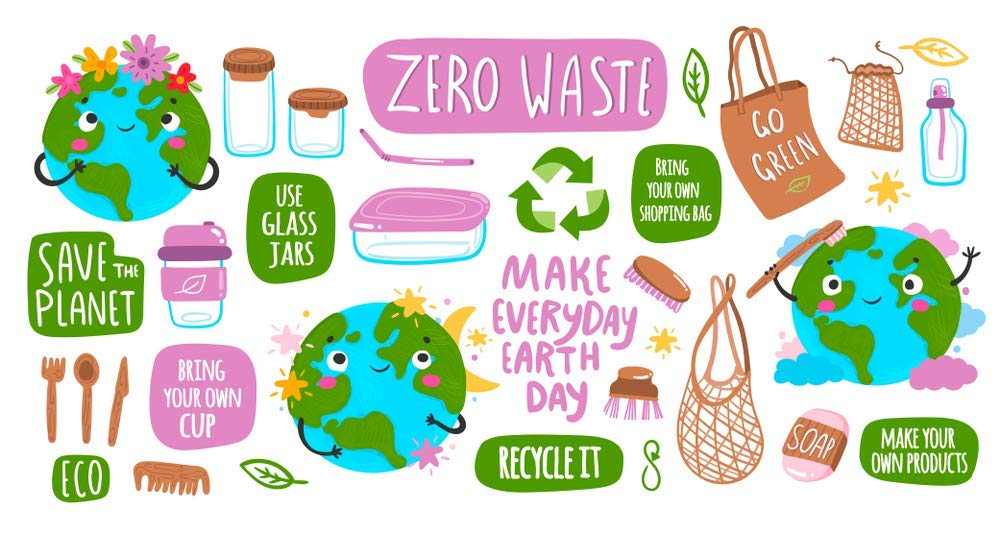 ZERO WASTE
GO
GREEN
USE
GLASS
JARS
BRING
YOUR OWN
SHOPPING BAG
SAVE THE
PLANET
MAKE
EVERYDAY
EARTH
DAY
BRING
YOUR OWN
CUP
SOAP
MAKE YOUR
OWN PRODUCTS
RECYCLE IT
ECO